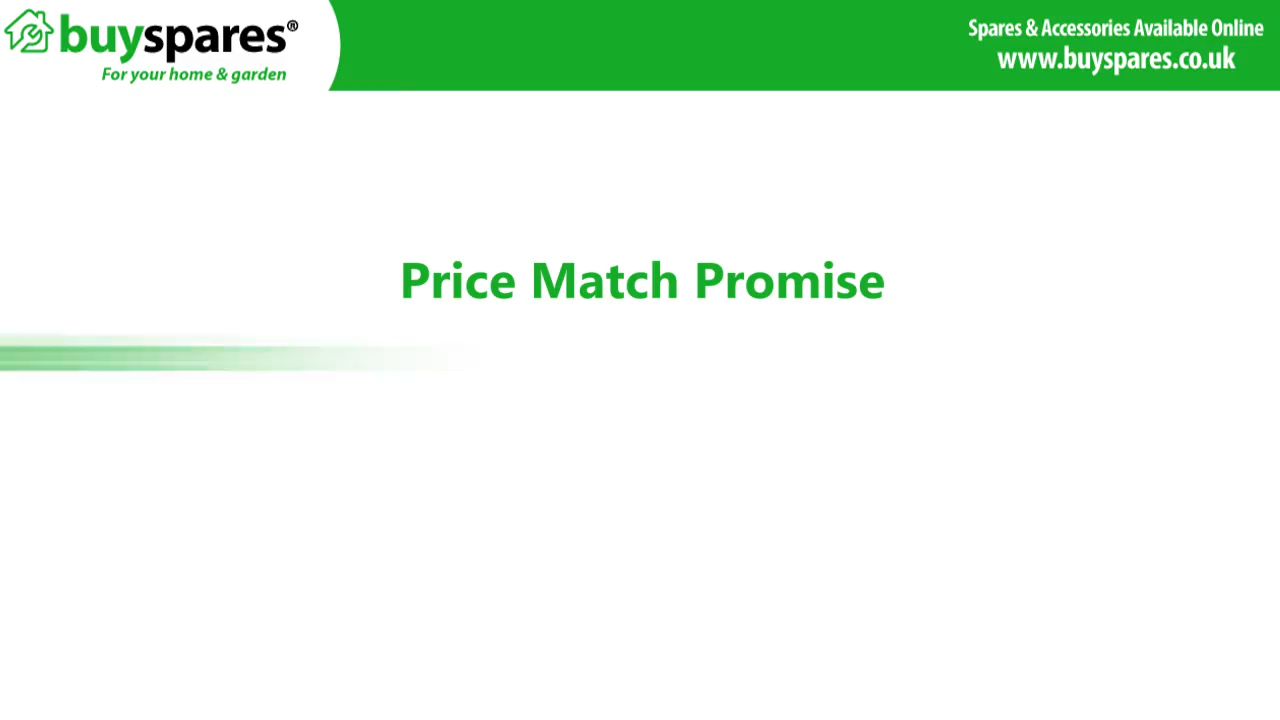 buyspares®
For your home & garden
Spares & Accessories Available Online
www.buyspares.co.uk
Price Match Promise